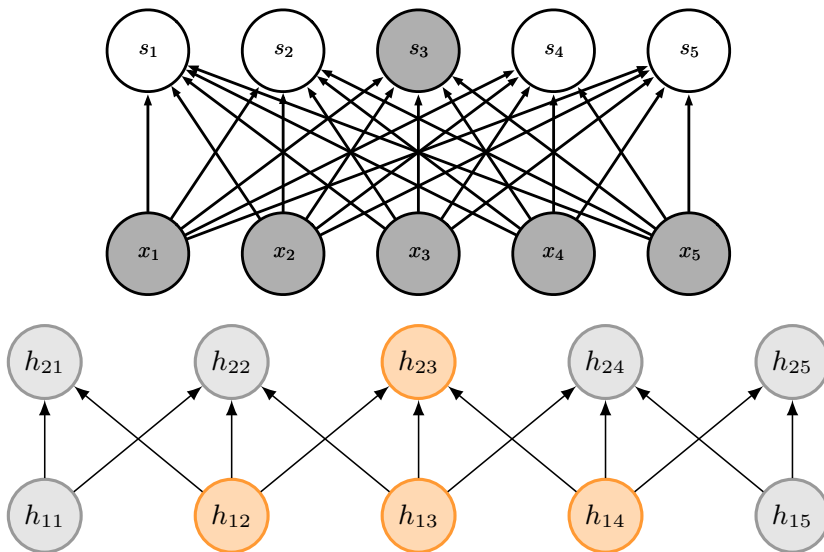 s₁ s₂ s₃ s₄ s₅
x₁ x₂ x₃ x₄ x₅
h₂₁ h₂₂ h₂₃ h₂₄ h₂₅
h₁₁ h₁₂ h₁₃ h₁₄ h₁₅